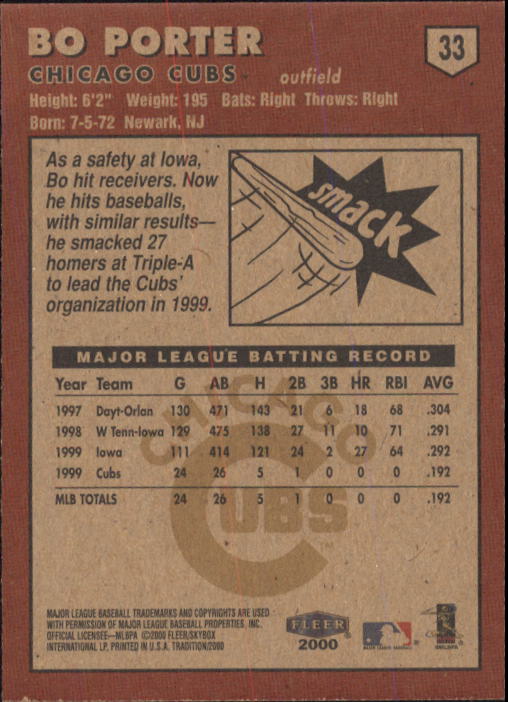 BO PORTER
33
CHICAGO CUBS outfield
Height: 6'2" Weight: 195 Bats: Right Throws: Right
Born: 7-5-72 Newark, NJ
As a safety at Iowa,
Bo hit receivers. Now
he hits baseballs,
with similar results—
he smacked 27
homers at Triple-A
to lead the Cubs'
organization in 1999.
smack
MAJOR LEAGUE BATTING RECORD
Year Team G AB H 2B 3B HR RBI AVG
1997 Dayt-Orlan 130 471 143 21 6 18 68 .304
1998 W Tenn-Iowa 129 475 138 27 11 10 71 .291
1999 Iowa 111 414 121 24 2 27 64 .292
1999 Cubs 24 26 5 1 0 0 0 .192
MLB TOTALS 24 26 5 1 0 0 0 .192
CHICAGO
CUBS
TM
MAJOR LEAGUE BASEBALL TRADEMARKS AND COPYRIGHTS ARE USED
WITH PERMISSION OF MAJOR LEAGUE BASEBALL PROPERTIES, INC.
OFFICIAL LICENSEE—MLBPA ©2000 FLEER/SKYBOX
INTERNATIONAL LP, PRINTED IN U.S.A. TRADITION/2000
FLEER
2000